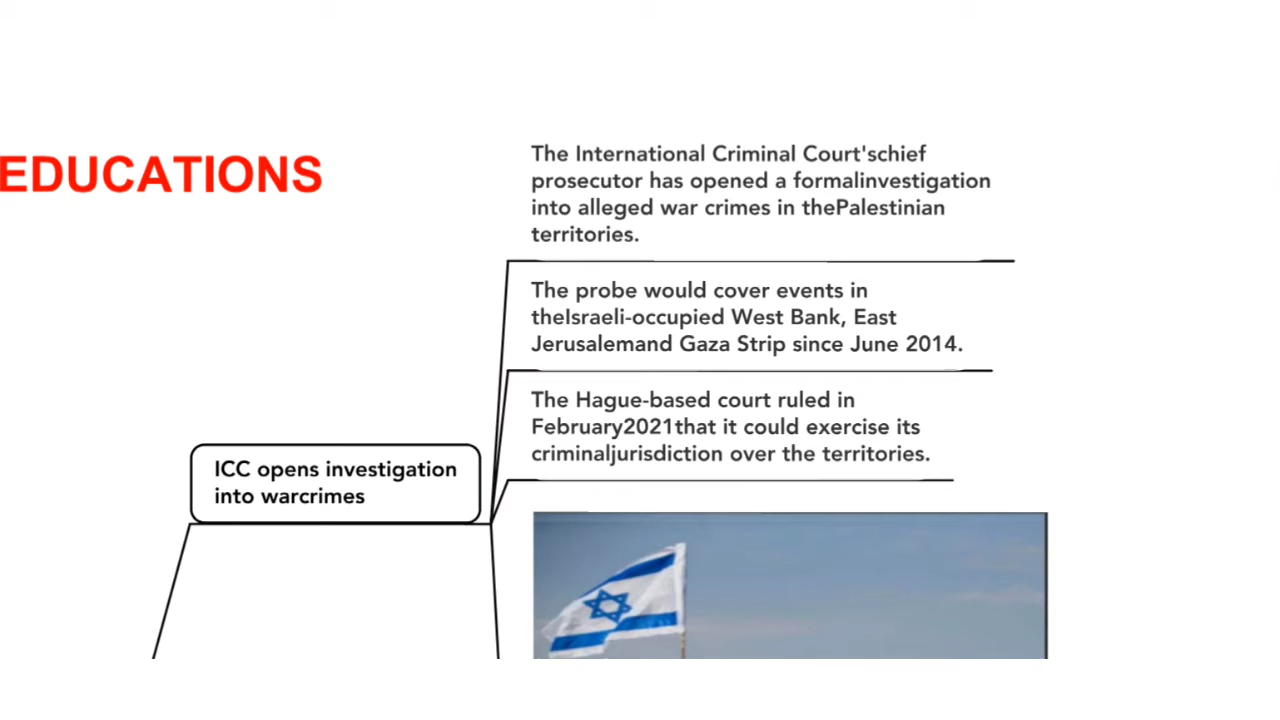 EDUCATIONS
The International Criminal Court'schief
prosecutor has opened a formalinvestigation
into alleged war crimes in thePalestinian
territories.
The probe would cover events in
theIsraeli-occupied West Bank, East
Jerusalemand Gaza Strip since June 2014.
The Hague-based court ruled in
February2021that it could exercise its
criminaljurisdiction over the territories.
ICC opens investigation
into warcrimes